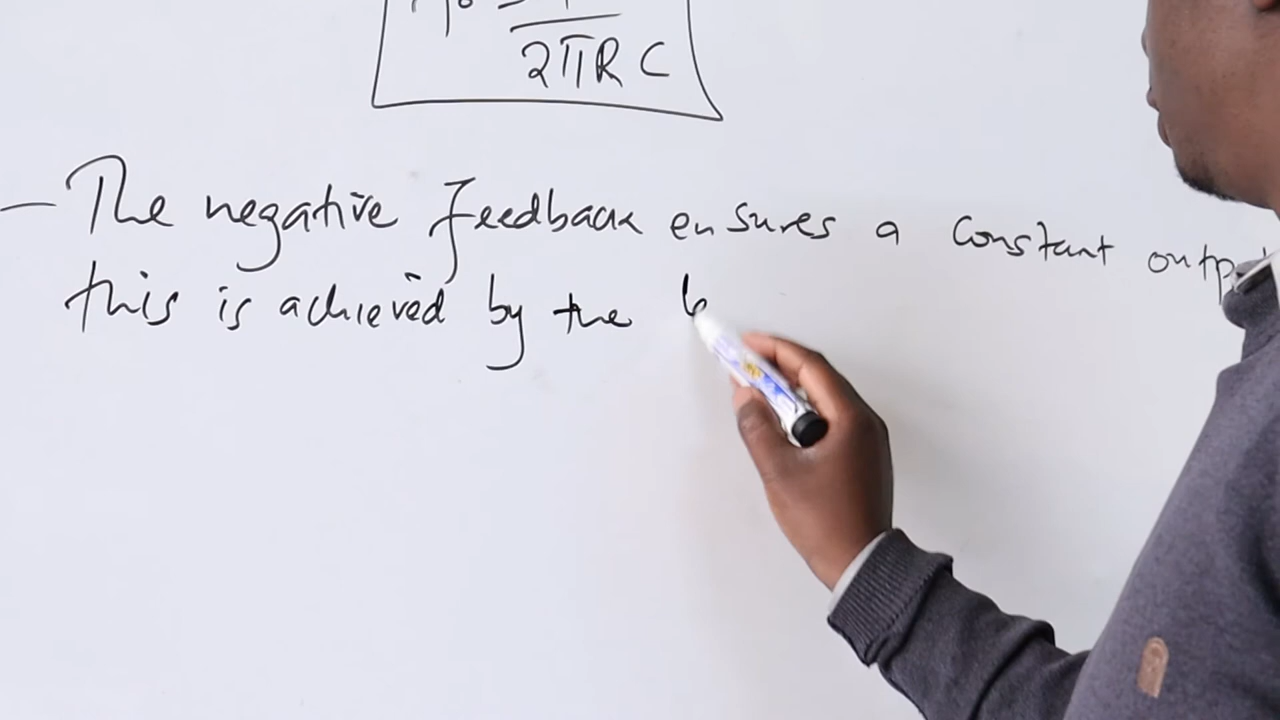 2πRC
— The negative feedback ensures a constant outp
this is achieved by the